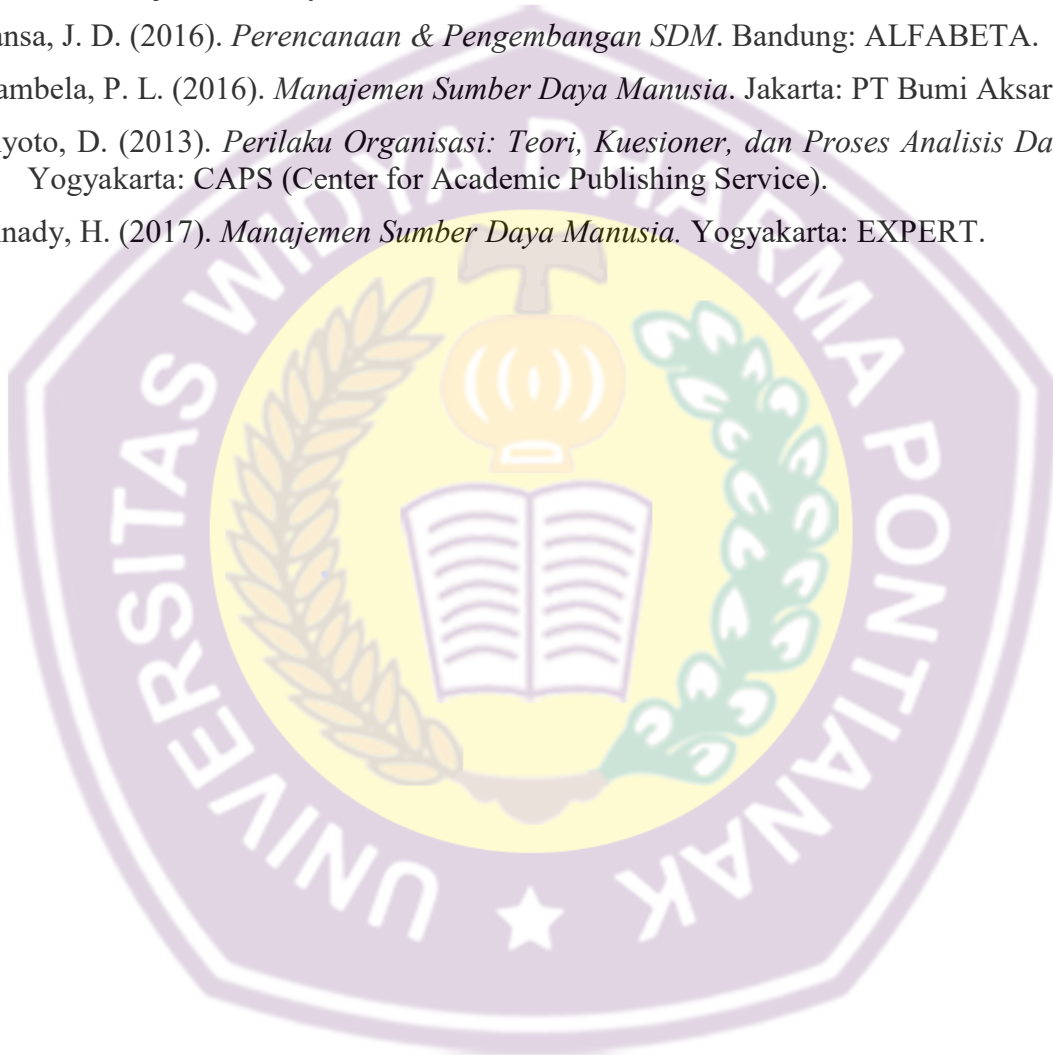 ansa, J. D. (2016). Perencanaan & Pengembangan SDM. Bandung: ALFABETA.
ambela, P. L. (2016). Manajemen Sumber Daya Manusia. Jakarta: PT Bumi Aksar
yoto, D. (2013). Perilaku Organisasi: Teori, Kuesioner, dan Proses Analisis Da
Yogyakarta: CAPS (Center for Academic Publishing Service).
nady, H. (2017). Manajemen Sumber Daya Manusia. Yogyakarta: EXPERT.
UNIVERSITAS WIDYA DHARMA PONTIANAK